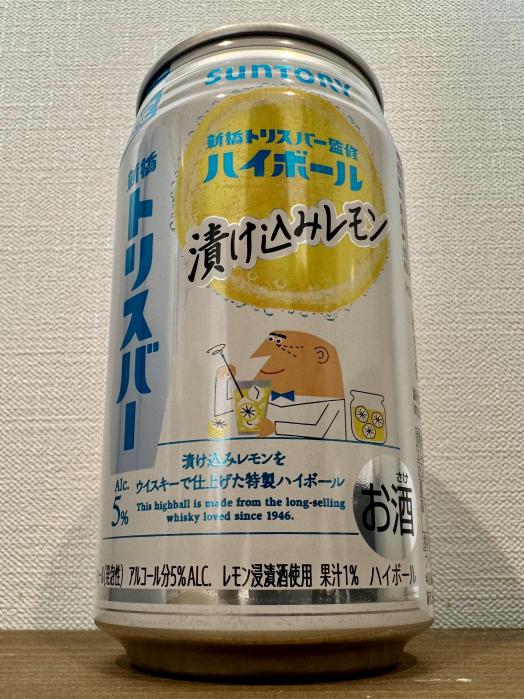 SUNTORY
新橋トリスバー監修
ハイボール
漬け込みレモン
新橋
トリスバー
漬け込みレモンを
ウイスキーで仕上げた特製ハイボール
Alc.
5%
This highball is made from the long-selling
whisky loved since 1946.
さけ
お酒
(発泡性) アルコール分5%ALC. レモン浸漬酒使用 果汁1% ハイボール